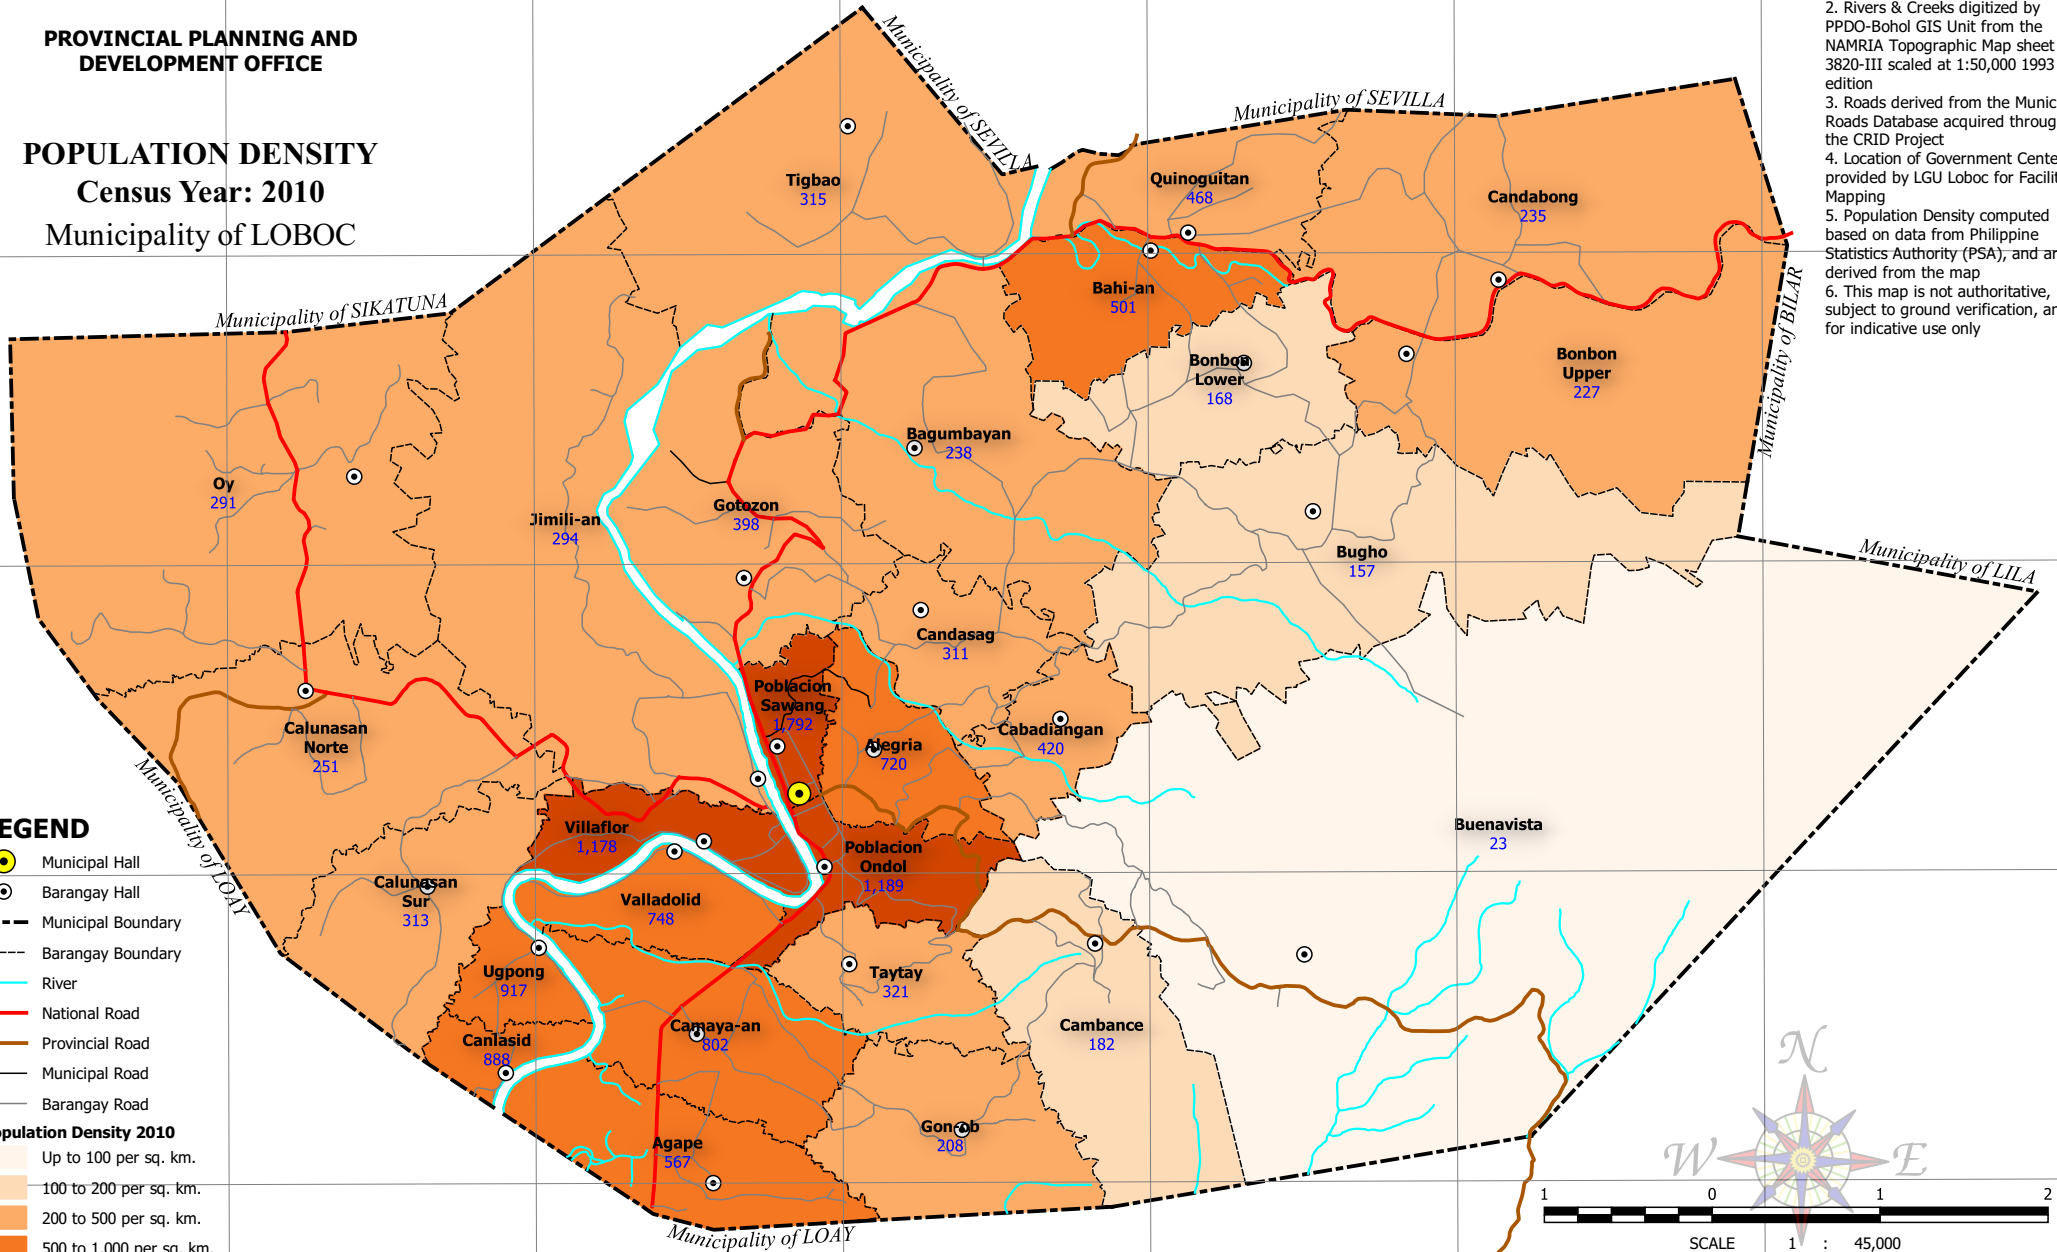 PROVINCIAL PLANNING AND
DEVELOPMENT OFFICE
POPULATION DENSITY
Census Year: 2010
Municipality of LOBOC
2. Rivers & Creeks digitized by
PPDO-Bohol GIS Unit from the
NAMRIA Topographic Map sheet
3820-III scaled at 1:50,000 1993
edition
3. Roads derived from the Munic
Roads Database acquired throug
the CRID Project
4. Location of Government Cente
provided by LGU Loboc for Facilit
Mapping
5. Population Density computed
based on data from Philippine
Statistics Authority (PSA), and ar
derived from the map
6. This map is not authoritative,
subject to ground verification, an
for indicative use only
Municipality of SEVILLA
Municipality of SEVILLA
Municipality of SIKATUNA
Municipality of BILAR
Municipality of LILA
Municipality of LOAY
Municipality of LOAY
Tigbao
315
Quinoguitan
468
Candabong
235
Bahi-an
501
Bonbon
Lower
168
Bonbon
Upper
227
Bagumbayan
238
Oy
291
Jimili-an
294
Gotozon
398
Bugho
157
Candasag
311
Poblacion
Sawang
1,792
Cabadiangan
420
Alegria
720
Calunasan
Norte
251
Villaflor
1,178
Poblacion
Ondol
1,189
Buenavista
23
Calunasan
Sur
313
Valladolid
748
Ugpong
917
Taytay
321
Canlasid
888
Camaya-an
802
Cambance
182
Agape
567
Gon-ob
208
EGEND
Municipal Hall
Barangay Hall
Municipal Boundary
Barangay Boundary
River
National Road
Provincial Road
Municipal Road
Barangay Road
opulation Density 2010
Up to 100 per sq. km.
100 to 200 per sq. km.
200 to 500 per sq. km.
500 to 1,000 per sq. km.
N
W
E
1 0 1 2
SCALE 1 : 45,000